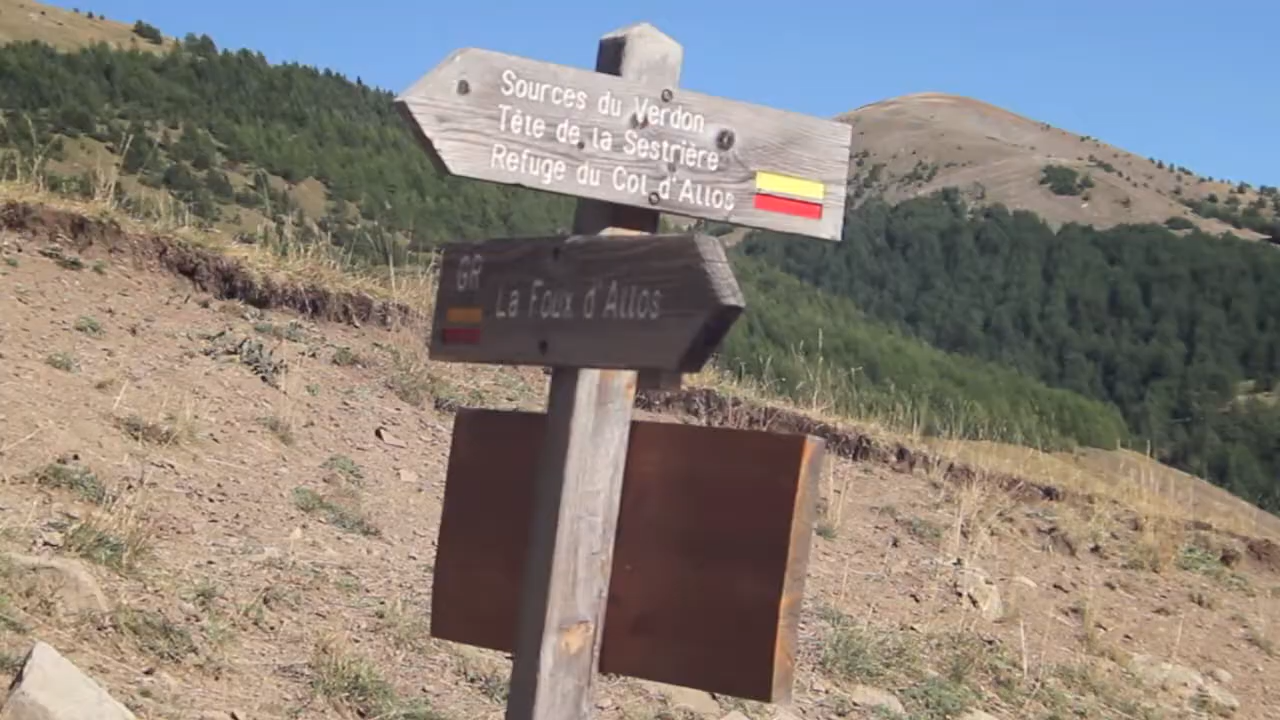 Sources du Verdon
Tête de la Sestrière
Refuge du Col d'Allos
GR
La Foux d'Allos